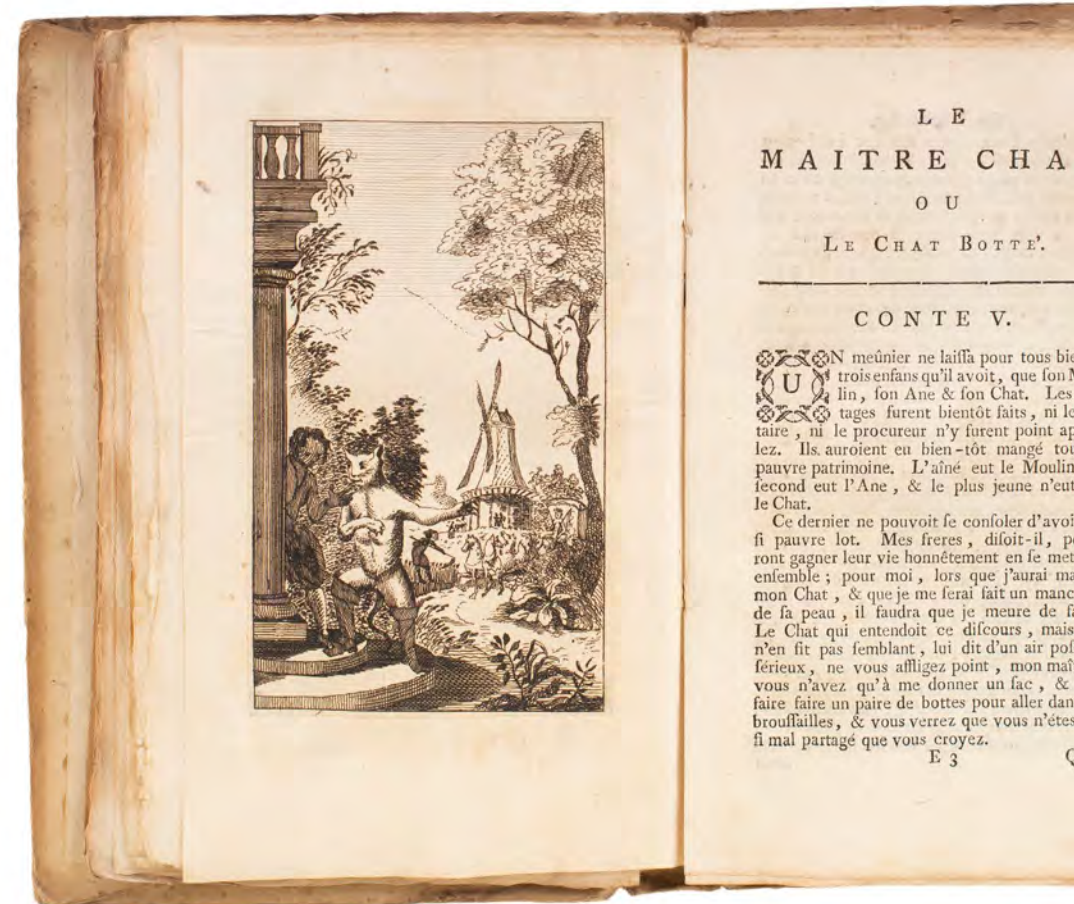 LE
MAITRE CHA
OU
LE CHAT BOTTE'.
CONTE V.
UN meûnier ne laiſſa pour tous bie
trois enfans qu'il avoit, que ſon M
lin, ſon Ane & ſon Chat. Les
tages furent bientôt faits, ni le
taire, ni le procureur n'y furent point ap
lez. Ils. auroient eu bien-tôt mangé tou
pauvre patrimoine. L'aîné eut le Moulin
ſecond eut l'Ane, & le plus jeune n'eut
le Chat.
Ce dernier ne pouvoit ſe conſoler d'avoi
ſi pauvre lot. Mes freres, diſoit-il, po
ront gagner leur vie honnêtement en ſe met
enſemble; pour moi, lors que j'aurai ma
mon Chat, & que je me ſerai fait un manc
de ſa peau, il faudra que je meure de fa
Le Chat qui entendoit ce diſcours, mais
n'en fit pas ſemblant, lui dit d'un air poſ
ſérieux, ne vous affligez point, mon maî
vous n'avez qu'à me donner un ſac, &
faire faire un paire de bottes pour aller dan
brouſſailles, & vous verrez que vous n'êtes
ſi mal partagé que vous croyez.
E 3 Q